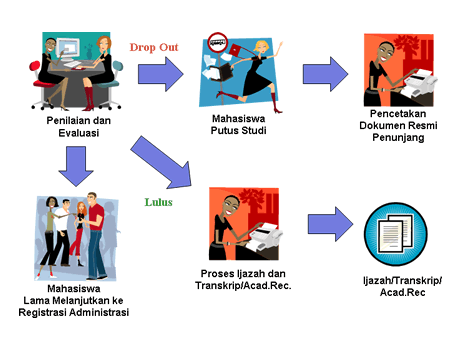 Drop Out
Penilaian dan
Evaluasi
Mahasiswa
Putus Studi
Pencetakan
Dokumen Resmi
Penunjang
Lulus
Mahasiswa
Lama Melanjutkan ke
Registrasi Administrasi
Proses Ijazah dan
Transkrip/Acad.Rec.
Ijazah/Transkrip/
Acad.Rec